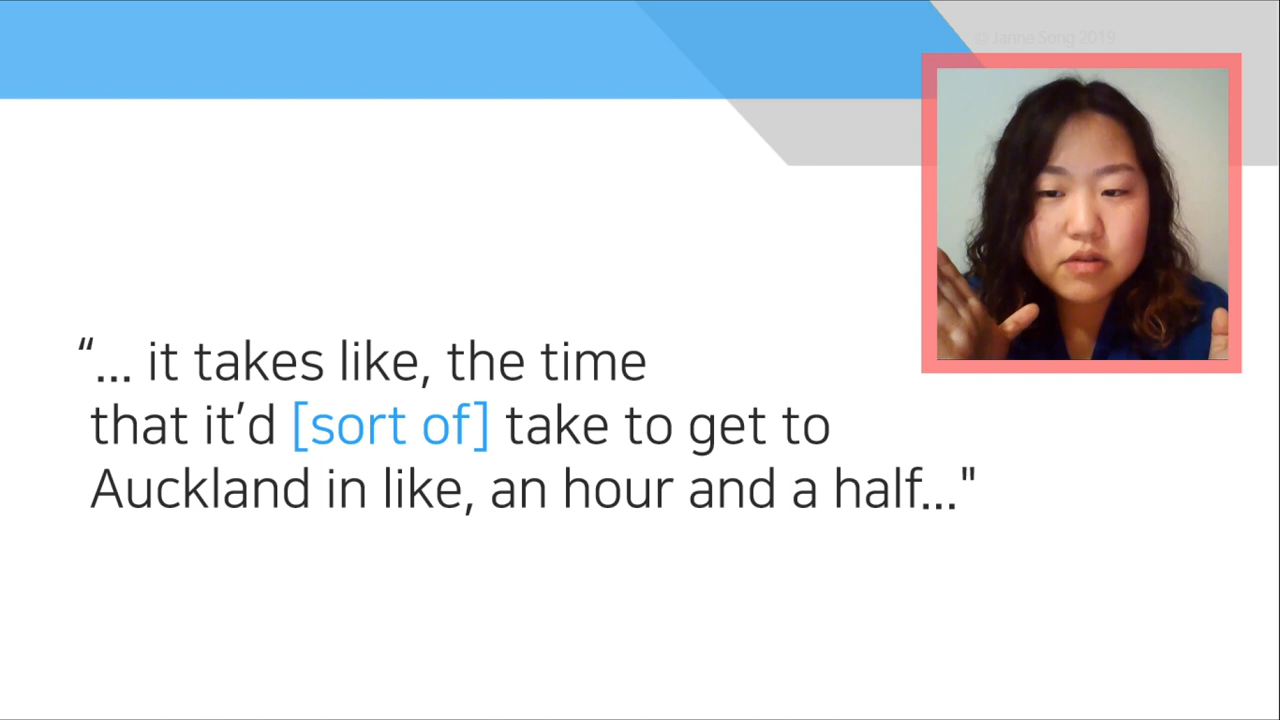 © Janne Song 2019
“... it takes like, the time
that it’d [sort of] take to get to
Auckland in like, an hour and a half..."